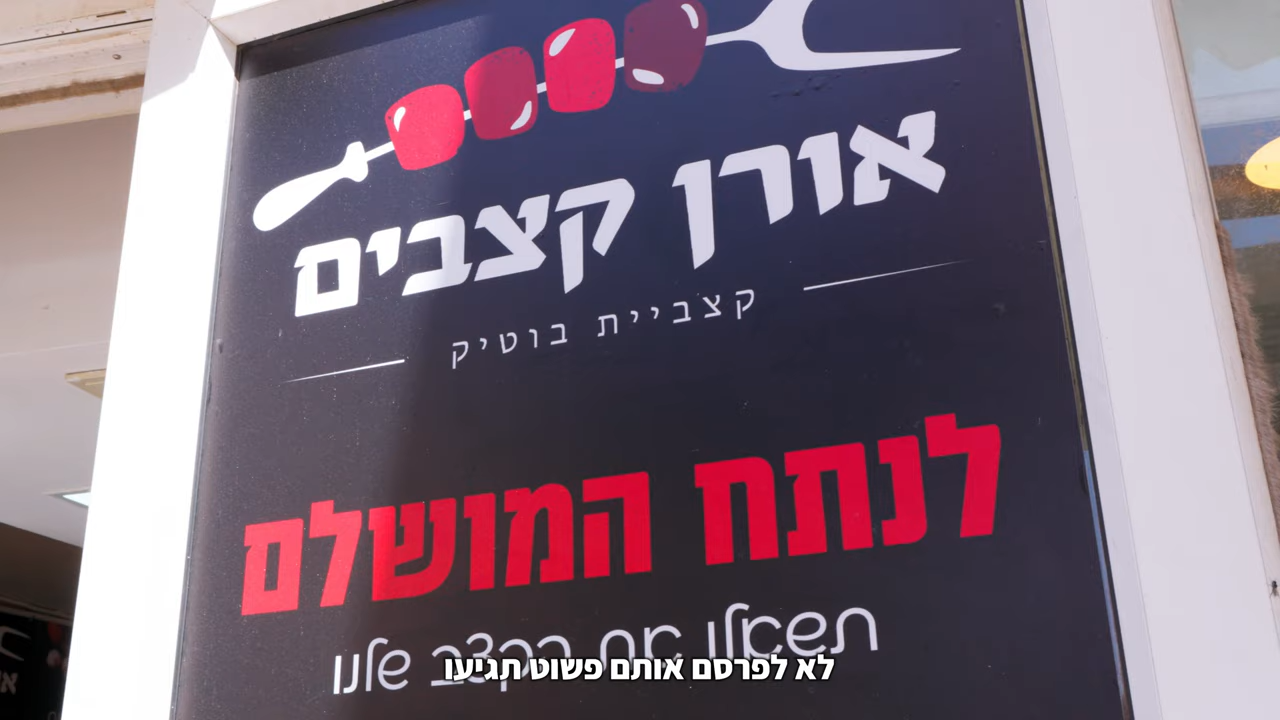 אורן קצבים
קצביית בוטיק
לנתח המושלם
תשאלו את הקצב שלנו
לא לפרסם אותם פשוט תגיעו